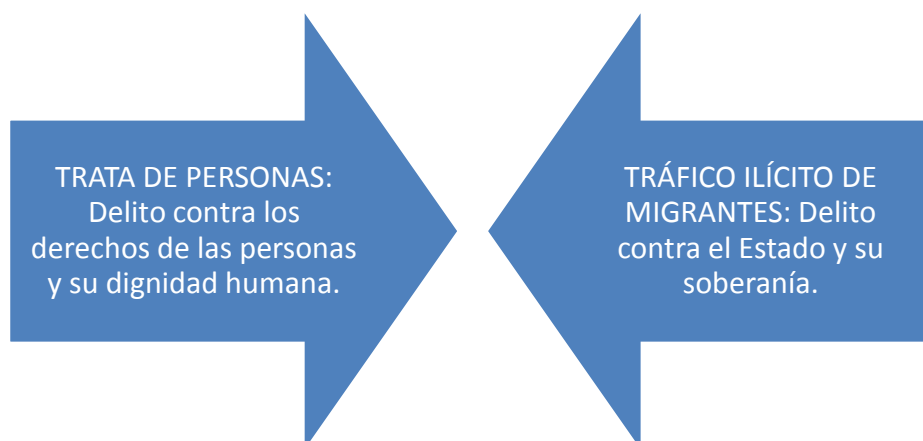 TRATA DE PERSONAS:
Delito contra los
derechos de las personas
y su dignidad humana.
TRÁFICO ILÍCITO DE
MIGRANTES: Delito
contra el Estado y su
soberanía.